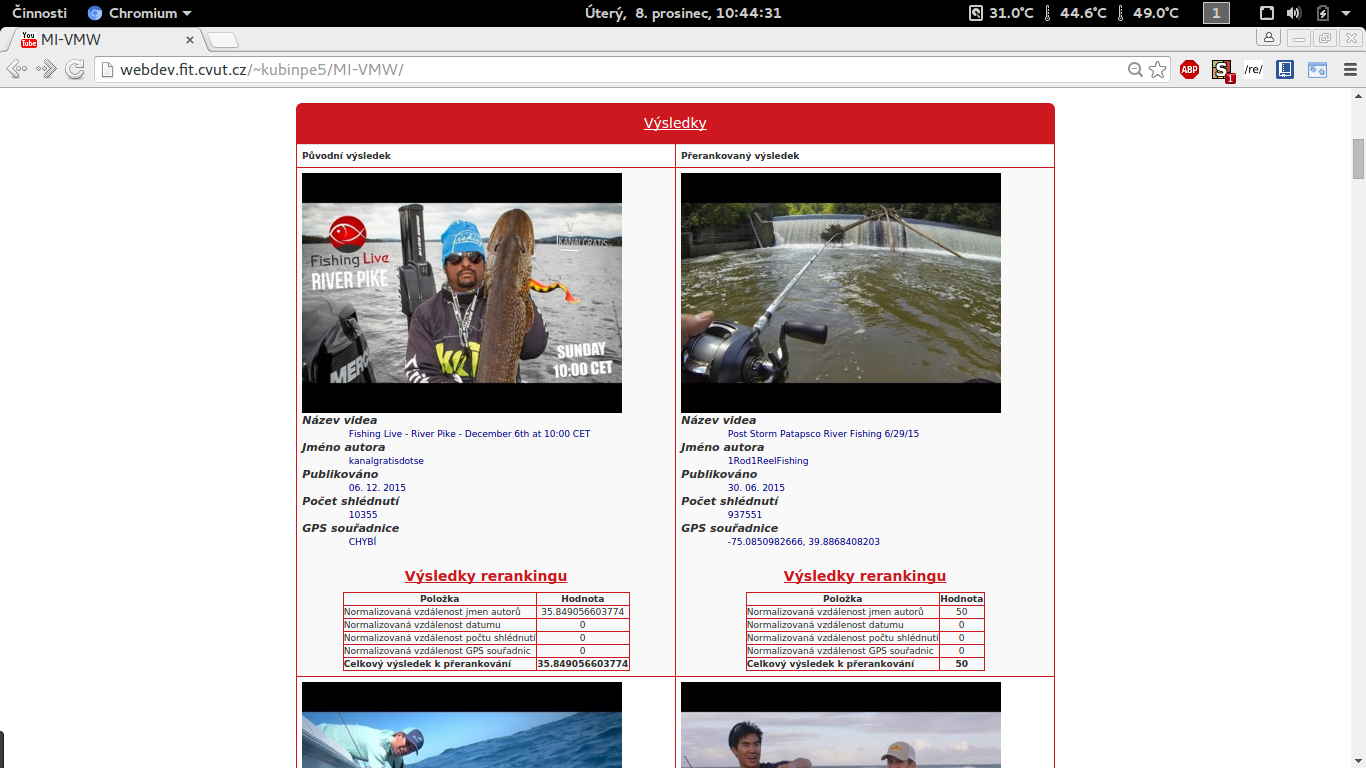 Činnosti Chromium Úterý, 8. prosinec, 10:44:31 31.0°C 44.6°C 49.0°C 1
You Tube MI-VMW
webdev.fit.cvut.cz/~kubinpe5/MI-VMW/ ABP S 1 /re/
Výsledky
Původní výsledek Přerankovaný výsledek
Fishing Live
RIVER PIKE
KANALGRATIS
SUNDAY
10:00 CET
MERC
Název videa
Fishing Live - River Pike - December 6th at 10:00 CET
Jméno autora
kanalgratisdotse
Publikováno
06. 12. 2015
Počet shlédnutí
10355
GPS souřadnice
CHYBÍ
Výsledky rerankingu
Položka Hodnota
Normalizovaná vzdálenost jmen autorů 35.849056603774
Normalizovaná vzdálenost datumu 0
Normalizovaná vzdálenost počtu shlédnutí 0
Normalizovaná vzdálenost GPS souřadnic 0
Celkový výsledek k přerankování 35.849056603774
Název videa
Post Storm Patapsco River Fishing 6/29/15
Jméno autora
1Rod1ReelFishing
Publikováno
30. 06. 2015
Počet shlédnutí
937551
GPS souřadnice
-75.0850982666, 39.8868408203
Výsledky rerankingu
Položka Hodnota
Normalizovaná vzdálenost jmen autorů 50
Normalizovaná vzdálenost datumu 0
Normalizovaná vzdálenost počtu shlédnutí 0
Normalizovaná vzdálenost GPS souřadnic 0
Celkový výsledek k přerankování 50